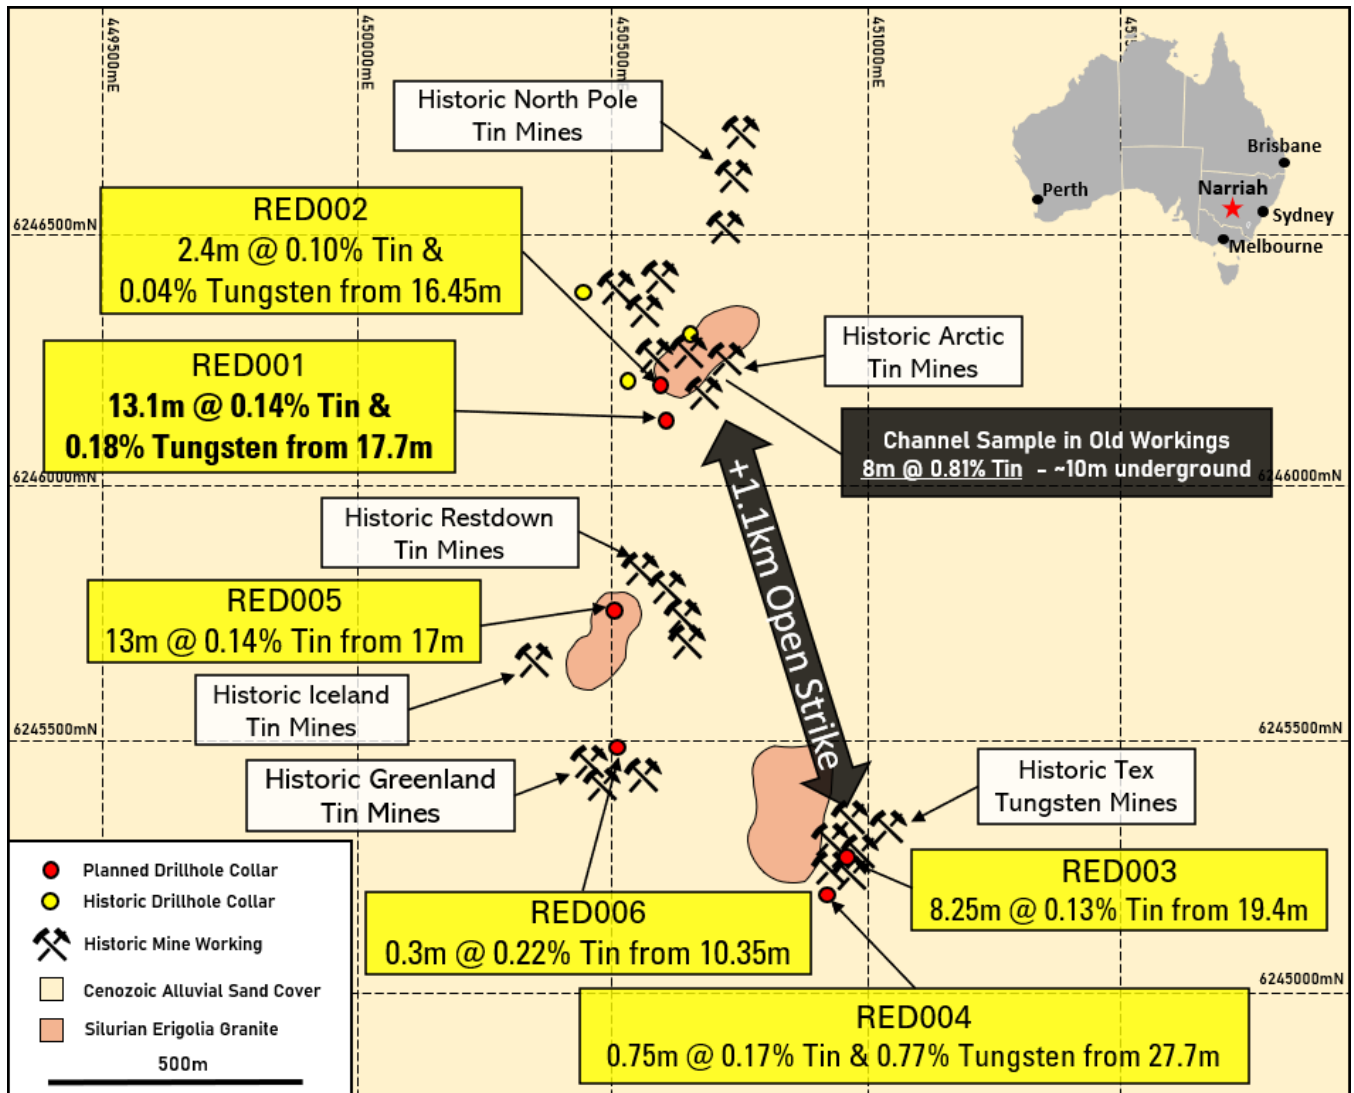 449500mE
450000mE
450500mE
451000mE
Historic North Pole
Tin Mines
Brisbane
Perth
Narriah
Sydney
Melbourne
6246500mN
RED002
2.4m @ 0.10% Tin &
0.04% Tungsten from 16.45m
Historic Arctic
Tin Mines
RED001
13.1m @ 0.14% Tin &
0.18% Tungsten from 17.7m
Channel Sample in Old Workings
8m @ 0.81% Tin - ~10m underground
6246000mN
6246000mN
+1.1km Open Strike
Historic Restdown
Tin Mines
RED005
13m @ 0.14% Tin from 17m
Historic Iceland
Tin Mines
6245500mN
6245500mN
Historic Greenland
Tin Mines
Historic Tex
Tungsten Mines
RED003
8.25m @ 0.13% Tin from 19.4m
RED006
0.3m @ 0.22% Tin from 10.35m
6245000mN
RED004
0.75m @ 0.17% Tin & 0.77% Tungsten from 27.7m
Planned Drillhole Collar
Historic Drillhole Collar
Historic Mine Working
Cenozoic Alluvial Sand Cover
Silurian Erigolia Granite
500m